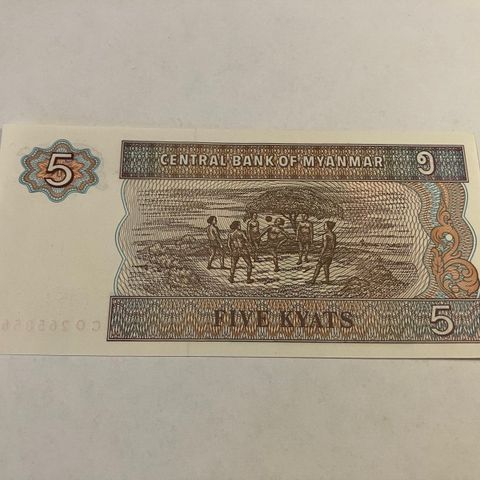 CENTRAL BANK OF MYANMAR ၅
5
FIVE KYATS 5